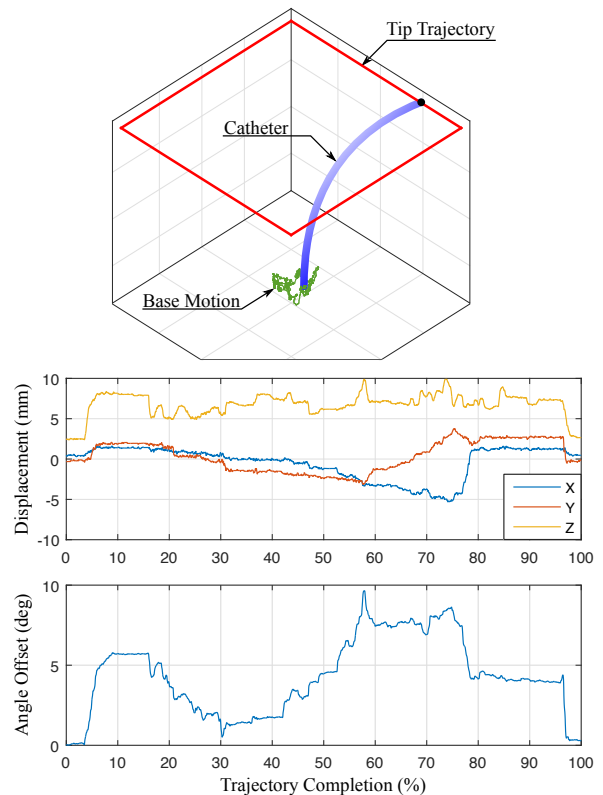 Tip Trajectory
Catheter
Base Motion
Displacement (mm)
10
5
0
-5
-10
X
Y
Z
0 10 20 30 40 50 60 70 80 90 100
Angle Offset (deg)
10
5
0
0 10 20 30 40 50 60 70 80 90 100
Trajectory Completion (%)